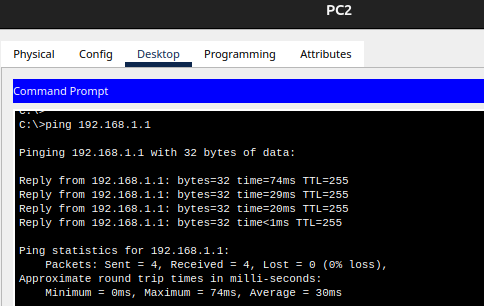 PC2
Physical Config Desktop Programming Attributes
Command Prompt
C:\>
C:\>ping 192.168.1.1
Pinging 192.168.1.1 with 32 bytes of data:
Reply from 192.168.1.1: bytes=32 time=74ms TTL=255
Reply from 192.168.1.1: bytes=32 time=29ms TTL=255
Reply from 192.168.1.1: bytes=32 time=20ms TTL=255
Reply from 192.168.1.1: bytes=32 time<1ms TTL=255
Ping statistics for 192.168.1.1:
Packets: Sent = 4, Received = 4, Lost = 0 (0% loss),
Approximate round trip times in milli-seconds:
Minimum = 0ms, Maximum = 74ms, Average = 30ms